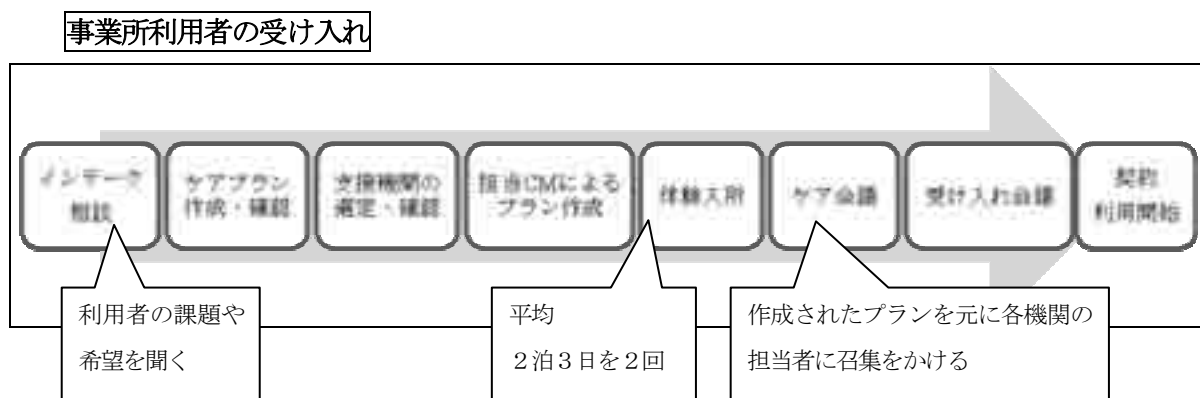 事業所利用者の受け入れ
インテーク
相談
ケアプラン
作成・確認
支援機関の
選定・確認
担当CMによる
プラン作成
体験入所
ケア会議
受け入れ会議
契約
利用開始
利用者の課題や
希望を聞く
平均
２泊３日を２回
作成されたプランを元に各機関の
担当者に召集をかける